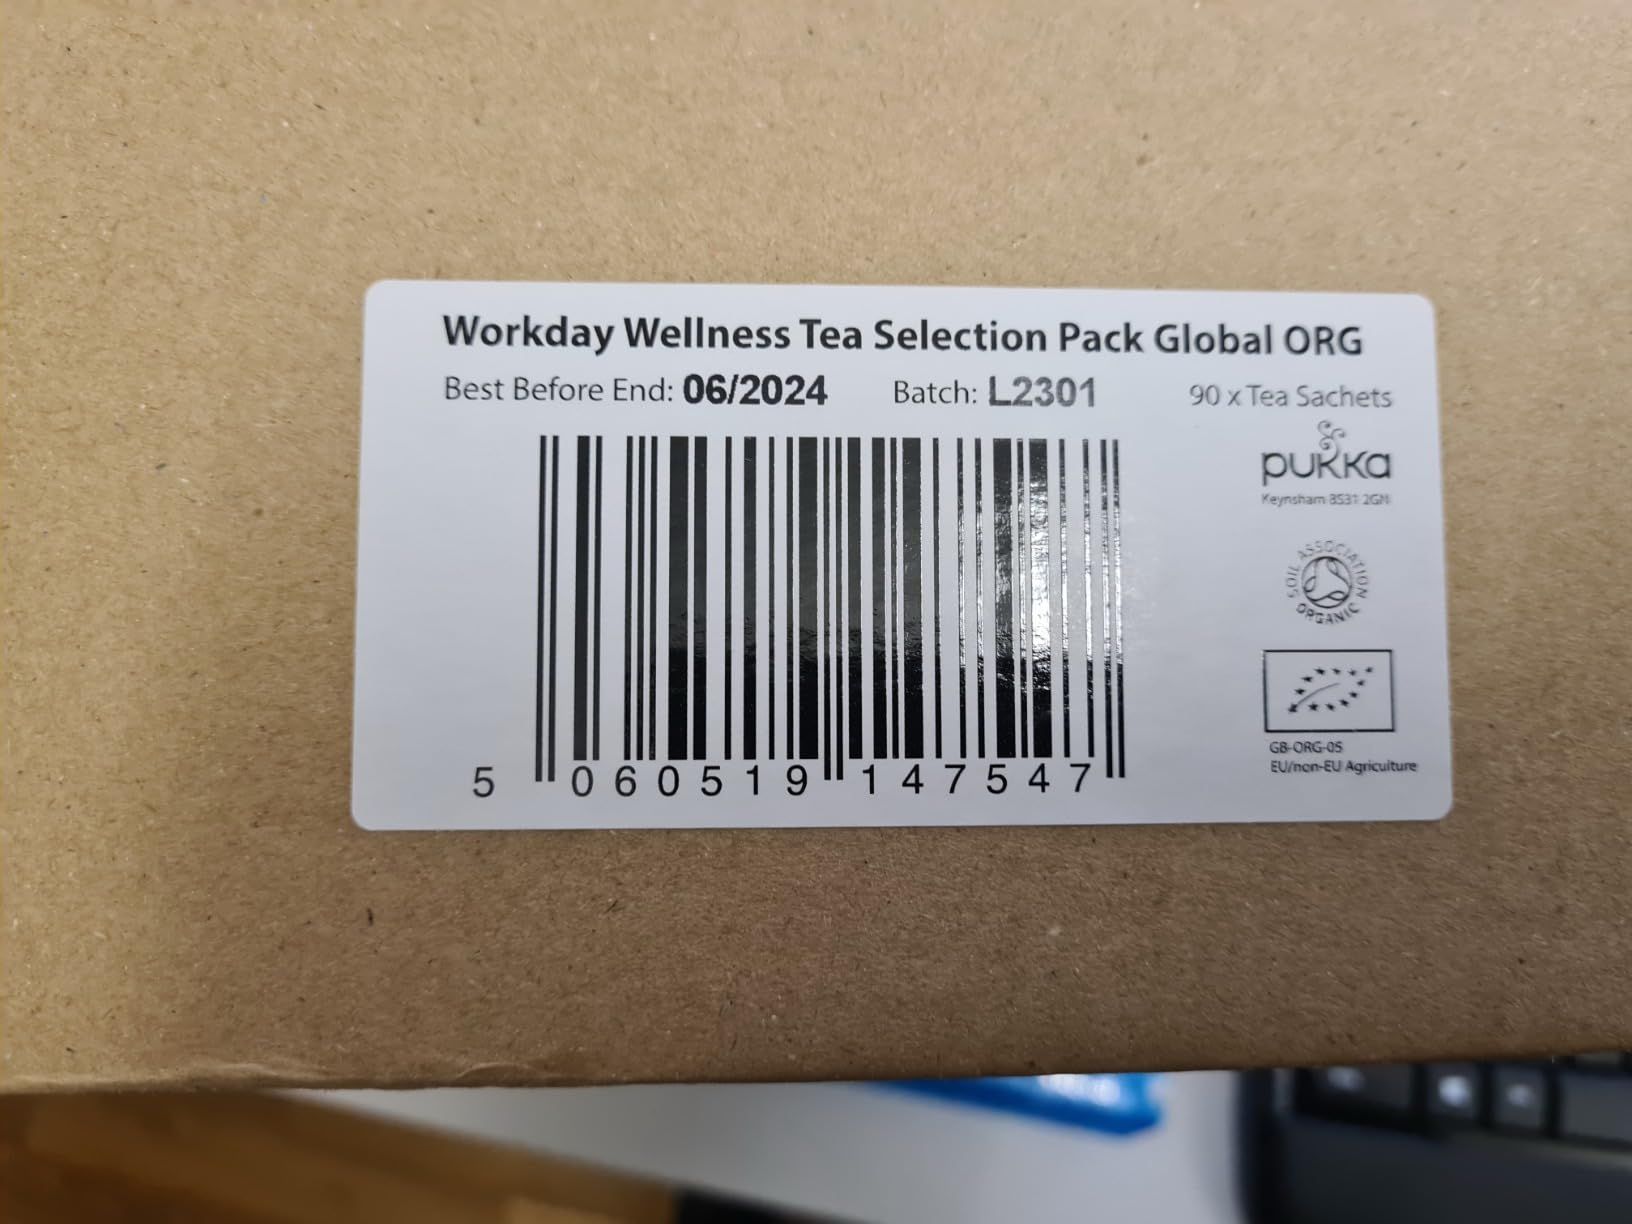 Workday Wellness Tea Selection Pack Global ORG
Best Before End: 06/2024 Batch: L2301 90 x Tea Sachets
pukka
Keynsham BS31 2GN
SOIL ASSOCIATION
ORGANIC
GB-ORG-05
EU/non-EU Agriculture
5 060519 147547